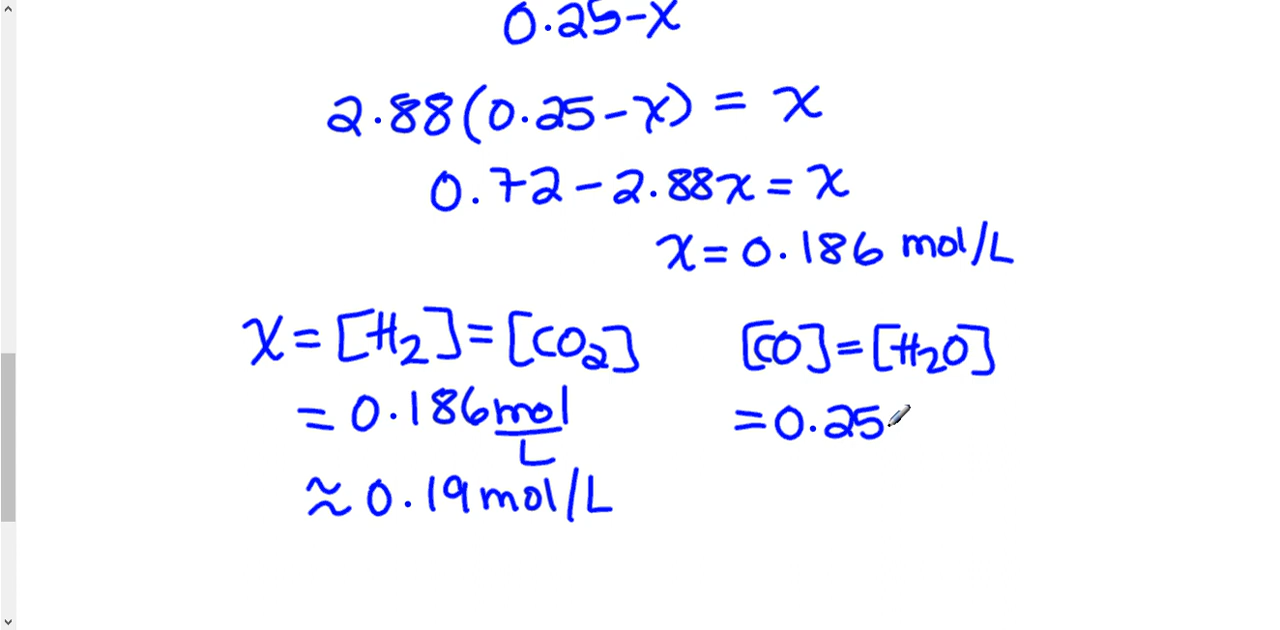 0.25-x
2.88(0.25-x) = x
0.72-2.88x = x
x = 0.186 mol/L
x = [H₂] = [CO₂] [CO] = [H₂O]
= 0.186 mol/L = 0.25
≈ 0.19 mol/L